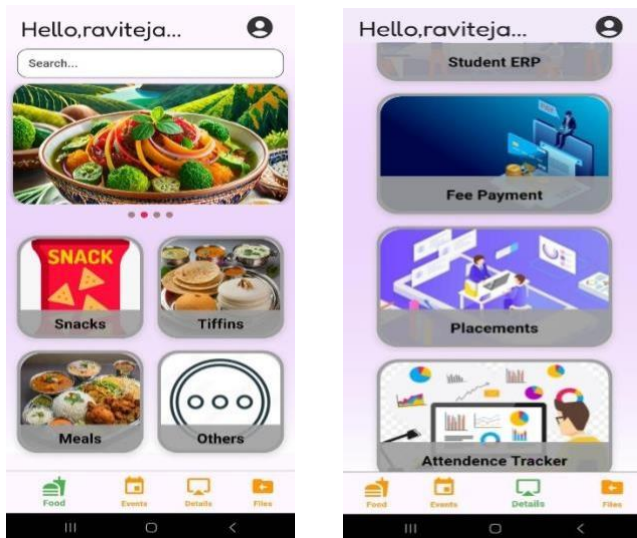 Hello,raviteja...
Search...
SNACK
Snacks
Tiffins
Meals
Others
Food
Events
Details
Files
Hello,raviteja...
Student ERP
Fee Payment
Placements
Attendence Tracker
Food
Events
Details
Files